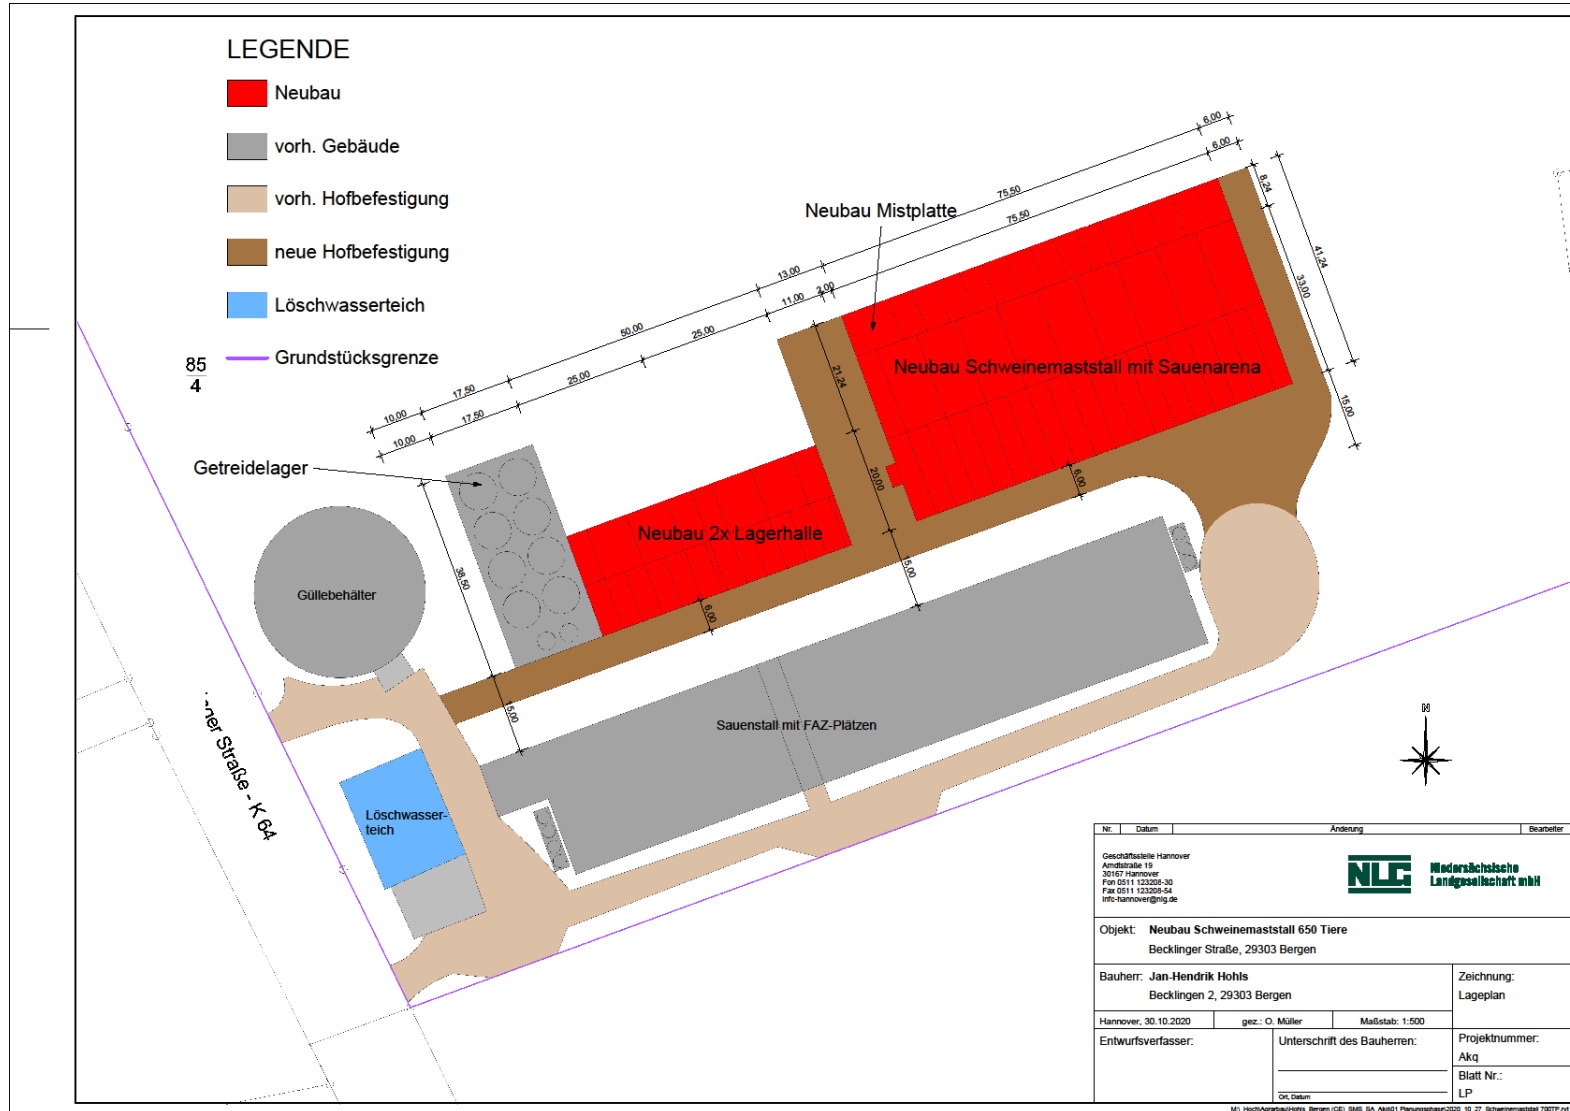 LEGENDE
Neubau
vorh. Gebäude
vorh. Hofbefestigung
neue Hofbefestigung
Löschwasserteich
Grundstücksgrenze
85
4
6,00
6,00
8,24
75,50
75,50
41,24
33,00
15,00
Neubau Mistplatte
13,00
11,00
2,00
50,00
25,00
25,00
17,50
17,50
10,00
10,00
21,24
20,00
15,00
6,00
Neubau Schweinemaststall mit Sauenarena
Getreidelager
Neubau 2x Lagerhalle
38,50
6,00
15,00
Güllebehälter
Sauenstall mit FAZ-Plätzen
Straße - K 64
Löschwasser-
teich
N
Nr. Datum Änderung Bearbeiter
Geschäftsstelle Hannover
Arndtstraße 19
30167 Hannover
Fon 0511 123208-30
Fax 0511 123208-54
info-hannover@nlg.de
NLG Niedersächsische
Landgesellschaft mbH
Objekt: Neubau Schweinemaststall 650 Tiere
Becklinger Straße, 29303 Bergen
Bauherr: Jan-Hendrik Hohls
Becklingen 2, 29303 Bergen
Zeichnung:
Lageplan
Hannover, 30.10.2020 gez.: O. Müller Maßstab: 1:500
Entwurfsverfasser:
Unterschrift des Bauherren:
Ort, Datum
Projektnummer:
Akq
Blatt Nr.:
LP